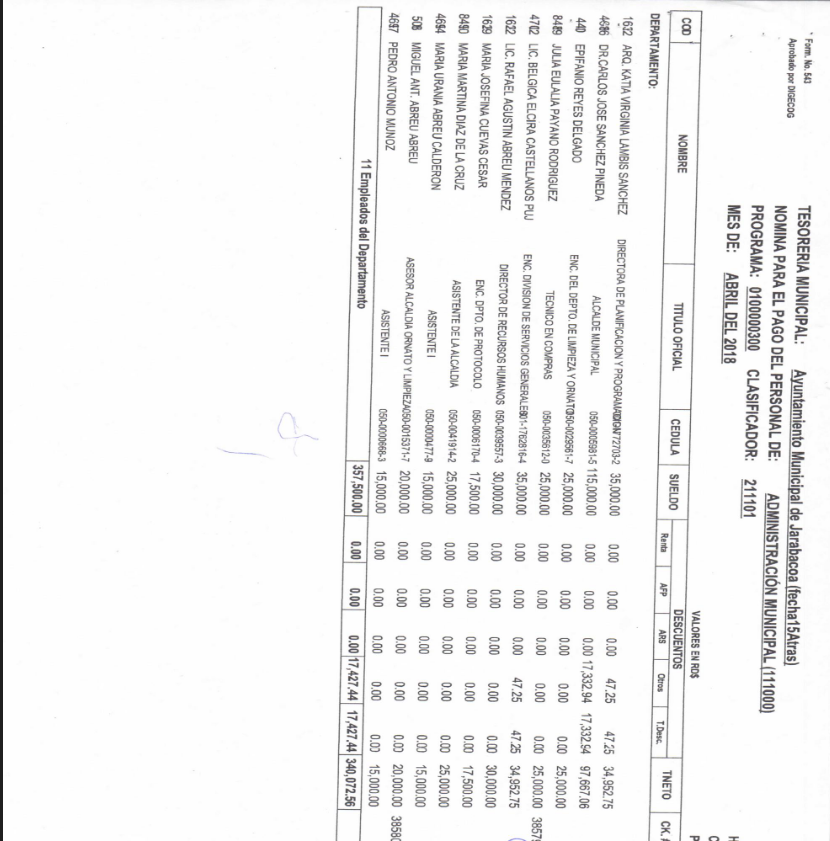 Form. No. 543
Aprobado por DIGECOG
TESORERIA MUNICIPAL: Ayuntamiento Municipal de Jarabacoa (fecha15Atras)
NOMINA PARA EL PAGO DEL PERSONAL DE: ADMINISTRACIÓN MUNICIPAL (111000)
PROGRAMA: 0100000300 CLASIFICADOR: 211101
MES DE: ABRIL DEL 2018
VALORES EN RD$
COD NOMBRE TITULO OFICIAL CEDULA SUELDO DESCUENTOS TNETO
Renta AFP ARS Otros T.Desc.
DEPARTAMENTO:
1622 ARQ. KATIA VIRGINIA LAMBIS SANCHEZ DIRECTORA DE PLANIFICACION Y 35,000.00 0.00 0.00 0.00 47.25 47.25 34,952.75
4686 DR.CARLOS JOSE SANCHEZ PINEDA ALCALDE MUNICIPAL 050-0005981-5 115,000.00 0.00 0.00 0.00 17,332.94 17,332.94 97,667.06
440 EPIFANIO REYES DELGADO ENC. DEL DEPTO. DE LIMPIEZA Y ORNATO 050-0029561-7 25,000.00 0.00 0.00 0.00 0.00 0.00 25,000.00
8489 JULIA EULALIA PAYANO RODRIGUEZ TECNICO EN COMPRAS 050-0035612-0 25,000.00 0.00 0.00 0.00 0.00 0.00 25,000.00
4702 LIC. BELGICA ELCIRA CASTELLANOS PUJ ENC. DIVISION DE SERVICIOS GENERALES 35,000.00 0.00 0.00 0.00 47.25 47.25 34,952.75
1622 LIC. RAFAEL AGUSTIN ABREU MENDEZ DIRECTOR DE RECURSOS HUMANOS 050-0039557-3 30,000.00 0.00 0.00 0.00 0.00 0.00 30,000.00
1629 MARIA JOSEFINA CUEVAS CESAR ENC. DPTO. DE PROTOCOLO 050-0006170-4 17,500.00 0.00 0.00 0.00 0.00 0.00 17,500.00
8490 MARIA MARTINA DIAZ DE LA CRUZ ASISTENTE DE LA ALCALDIA 050-0041914-2 25,000.00 0.00 0.00 0.00 0.00 0.00 25,000.00
4694 MARIA URANIA ABREU CALDERON ASISTENTE I 050-0000477-9 15,000.00 0.00 0.00 0.00 0.00 0.00 15,000.00
508 MIGUEL ANT. ABREU ABREU ASESOR ALCALDIA ORNATO Y LIMPIEZA 050-0015371-7 20,000.00 0.00 0.00 0.00 0.00 0.00 20,000.00
4697 PEDRO ANTONIO MUNOZ ASISTENTE I 050-0000668-3 15,000.00 0.00 0.00 0.00 0.00 0.00 15,000.00
11 Empleados del Departamento 357,500.00 0.00 0.00 0.00 17,427.44 17,427.44 340,072.56